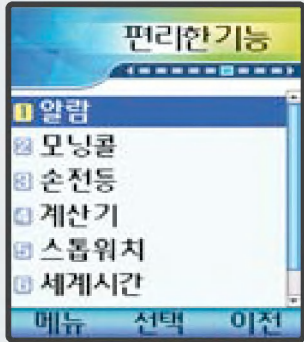 편리한기능
1 알람
2 모닝콜
3 손전등
4 계산기
5 스톱워치
6 세계시간
메뉴 선택 이전